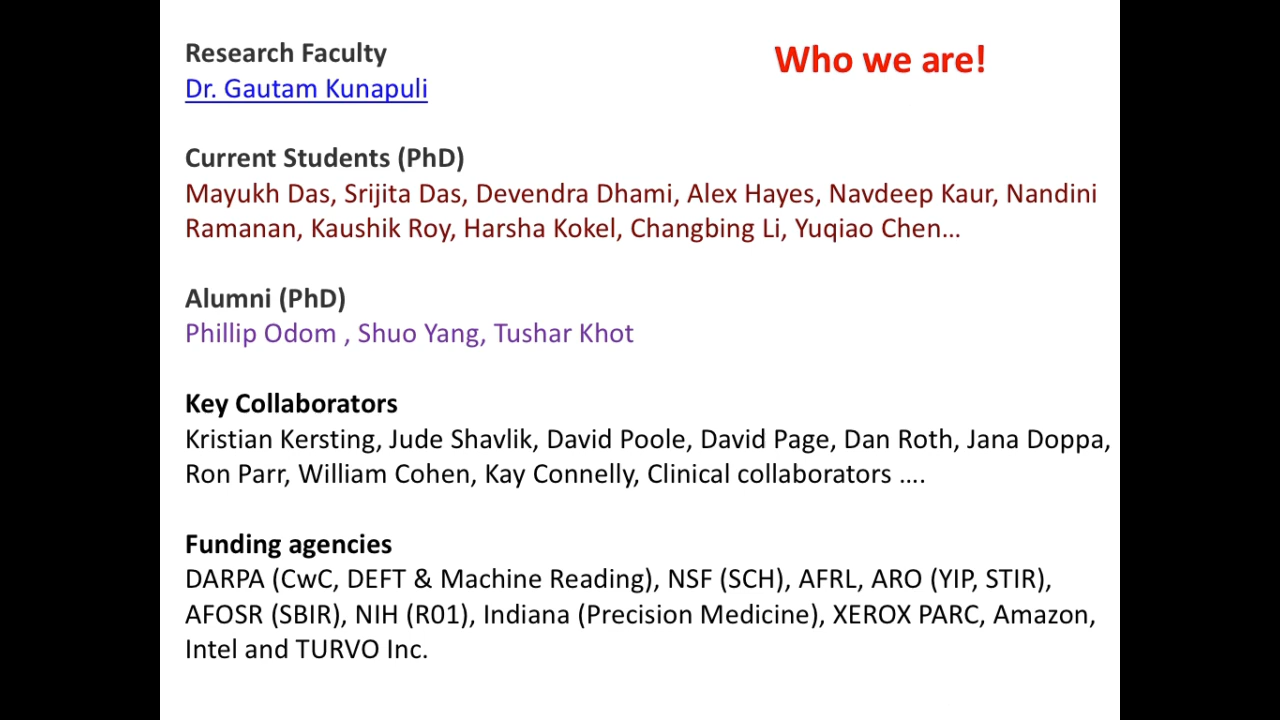 Research Faculty
Who we are!
Dr. Gautam Kunapuli
Current Students (PhD)
Mayukh Das, Srijita Das, Devendra Dhami, Alex Hayes, Navdeep Kaur, Nandini
Ramanan, Kaushik Roy, Harsha Kokel, Changbing Li, Yuqiao Chen…
Alumni (PhD)
Phillip Odom , Shuo Yang, Tushar Khot
Key Collaborators
Kristian Kersting, Jude Shavlik, David Poole, David Page, Dan Roth, Jana Doppa,
Ron Parr, William Cohen, Kay Connelly, Clinical collaborators ….
Funding agencies
DARPA (CwC, DEFT & Machine Reading), NSF (SCH), AFRL, ARO (YIP, STIR),
AFOSR (SBIR), NIH (R01), Indiana (Precision Medicine), XEROX PARC, Amazon,
Intel and TURVO Inc.